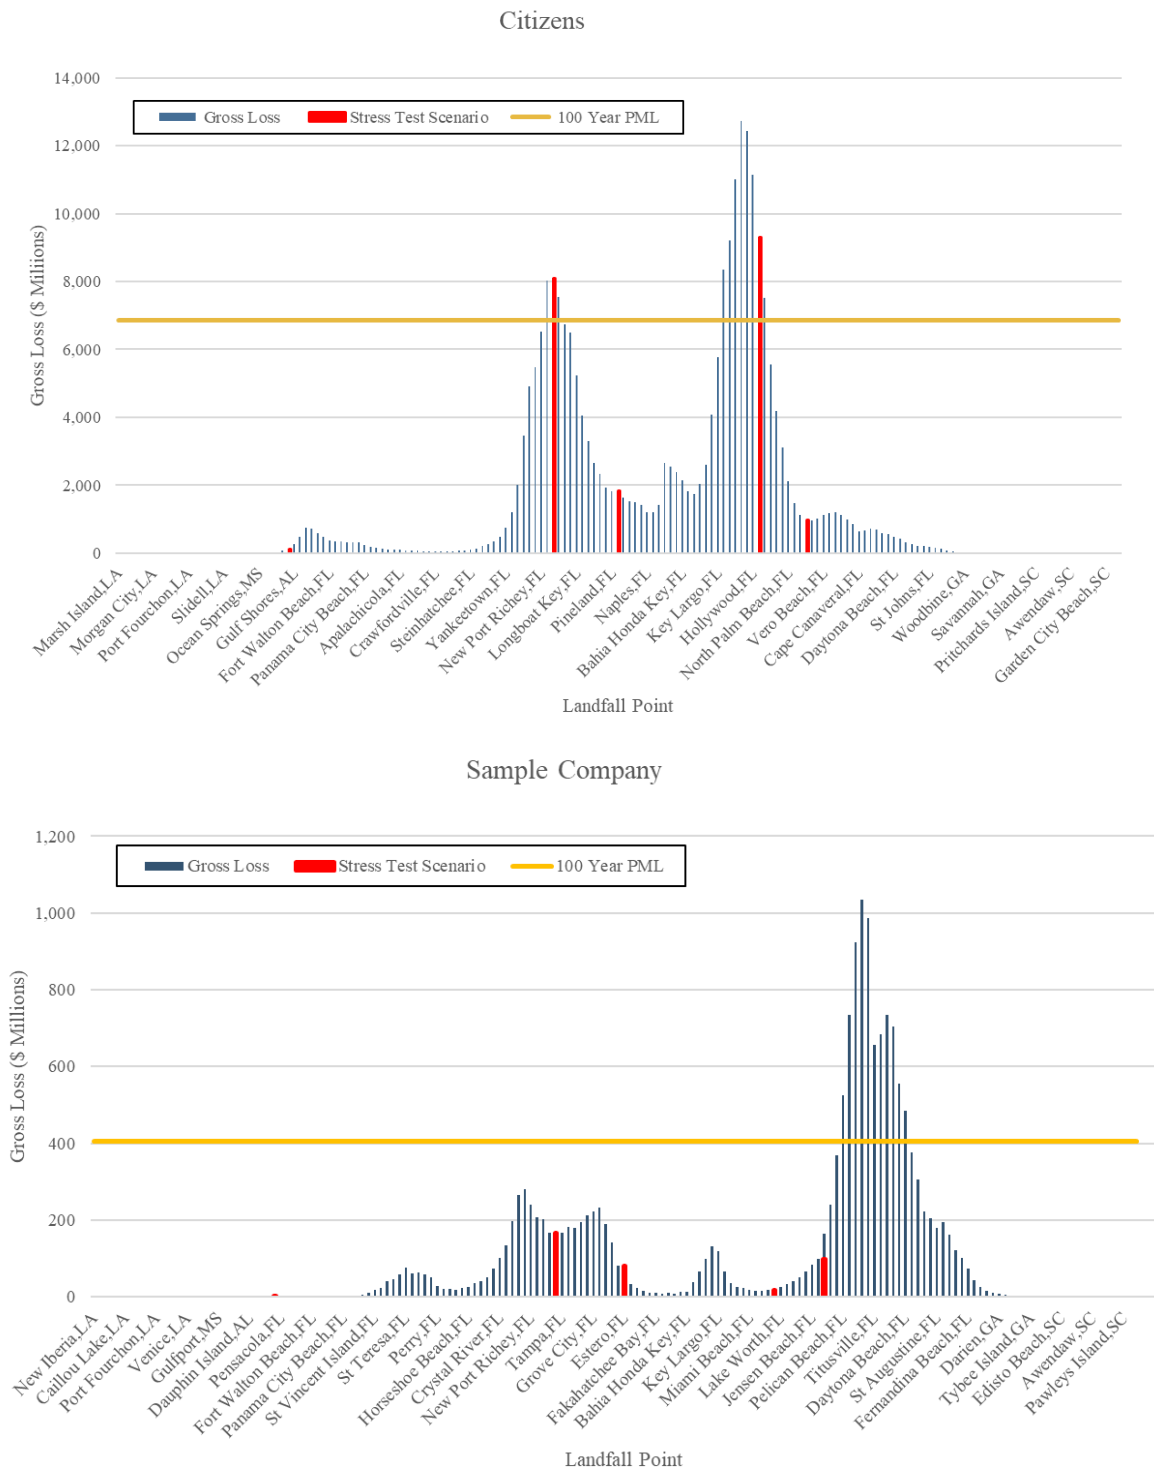 Citizens
14,000
12,000
10,000
8,000
6,000
4,000
2,000
0
Gross Loss ($ Miliions)
Gross Loss
Stress Test Scenario
100 Year PML
Marsh Island,LA
Morgan City,LA
Port Fourchon,LA
Slidell,LA
Ocean Springs,MS
Gulf Shores,AL
Fort Walton Beach,FL
Panama City Beach,FL
Apalachicola,FL
Crawfordville,FL
Steinhatchee,FL
Yankeetown,FL
New Port Richey,FL
Longboat Key,FL
Pineland,FL
Naples,FL
Bahia Honda Key,FL
Key Largo,FL
Hollywood,FL
North Palm Beach,FL
Vero Beach,FL
Cape Canaveral,FL
Daytona Beach,FL
St Johns,FL
Woodbine,GA
Savannah,GA
Pritchards Island,SC
Awendaw,SC
Garden City Beach,SC
Landfall Point
Sample Company
1,200
1,000
800
600
400
200
0
Gross Loss ($ Millions)
Gross Loss
Stress Test Scenario
100 Year PML
New Iberia,LA
Caillou Lake,LA
Port Fourchon,LA
Venice,LA
Gulfport,MS
Dauphin Island,AL
Pensacola,FL
Fort Walton Beach,FL
Panama City Beach,FL
St Vincent Island,FL
St Teresa,FL
Perry,FL
Horseshoe Beach,FL
Crystal River,FL
New Port Richey,FL
Tampa,FL
Grove City,FL
Estero,FL
Fakahatchee Bay,FL
Bahia Honda Key,FL
Key Largo,FL
Miami Beach,FL
Lake Worth,FL
Jensen Beach,FL
Pelican Beach,FL
Titusville,FL
Daytona Beach,FL
St Augustine,FL
Fernandina Beach,FL
Darien,GA
Tybee Island,GA
Edisto Beach,SC
Awendaw,SC
Pawleys Island,SC
Landfall Point